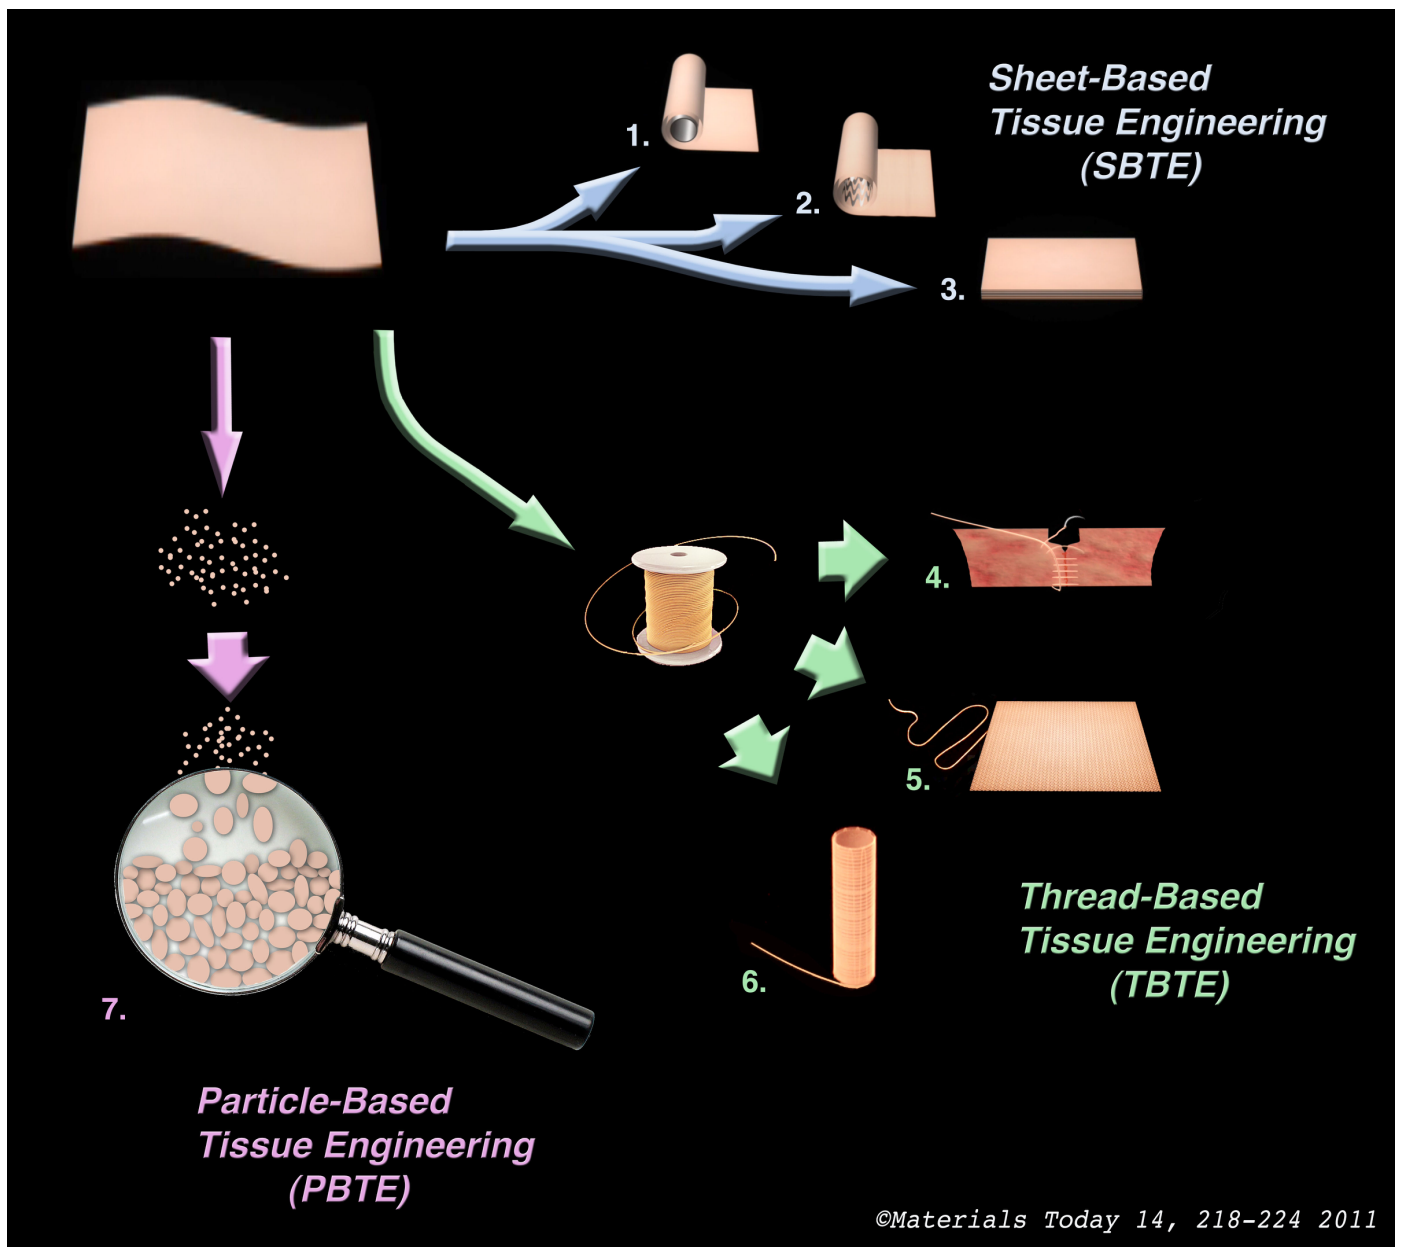 1.
Sheet-Based
Tissue Engineering
(SBTE)
2.
3.
4.
5.
6.
Thread-Based
Tissue Engineering
(TBTE)
7.
Particle-Based
Tissue Engineering
(PBTE)
©Materials Today 14, 218-224 2011